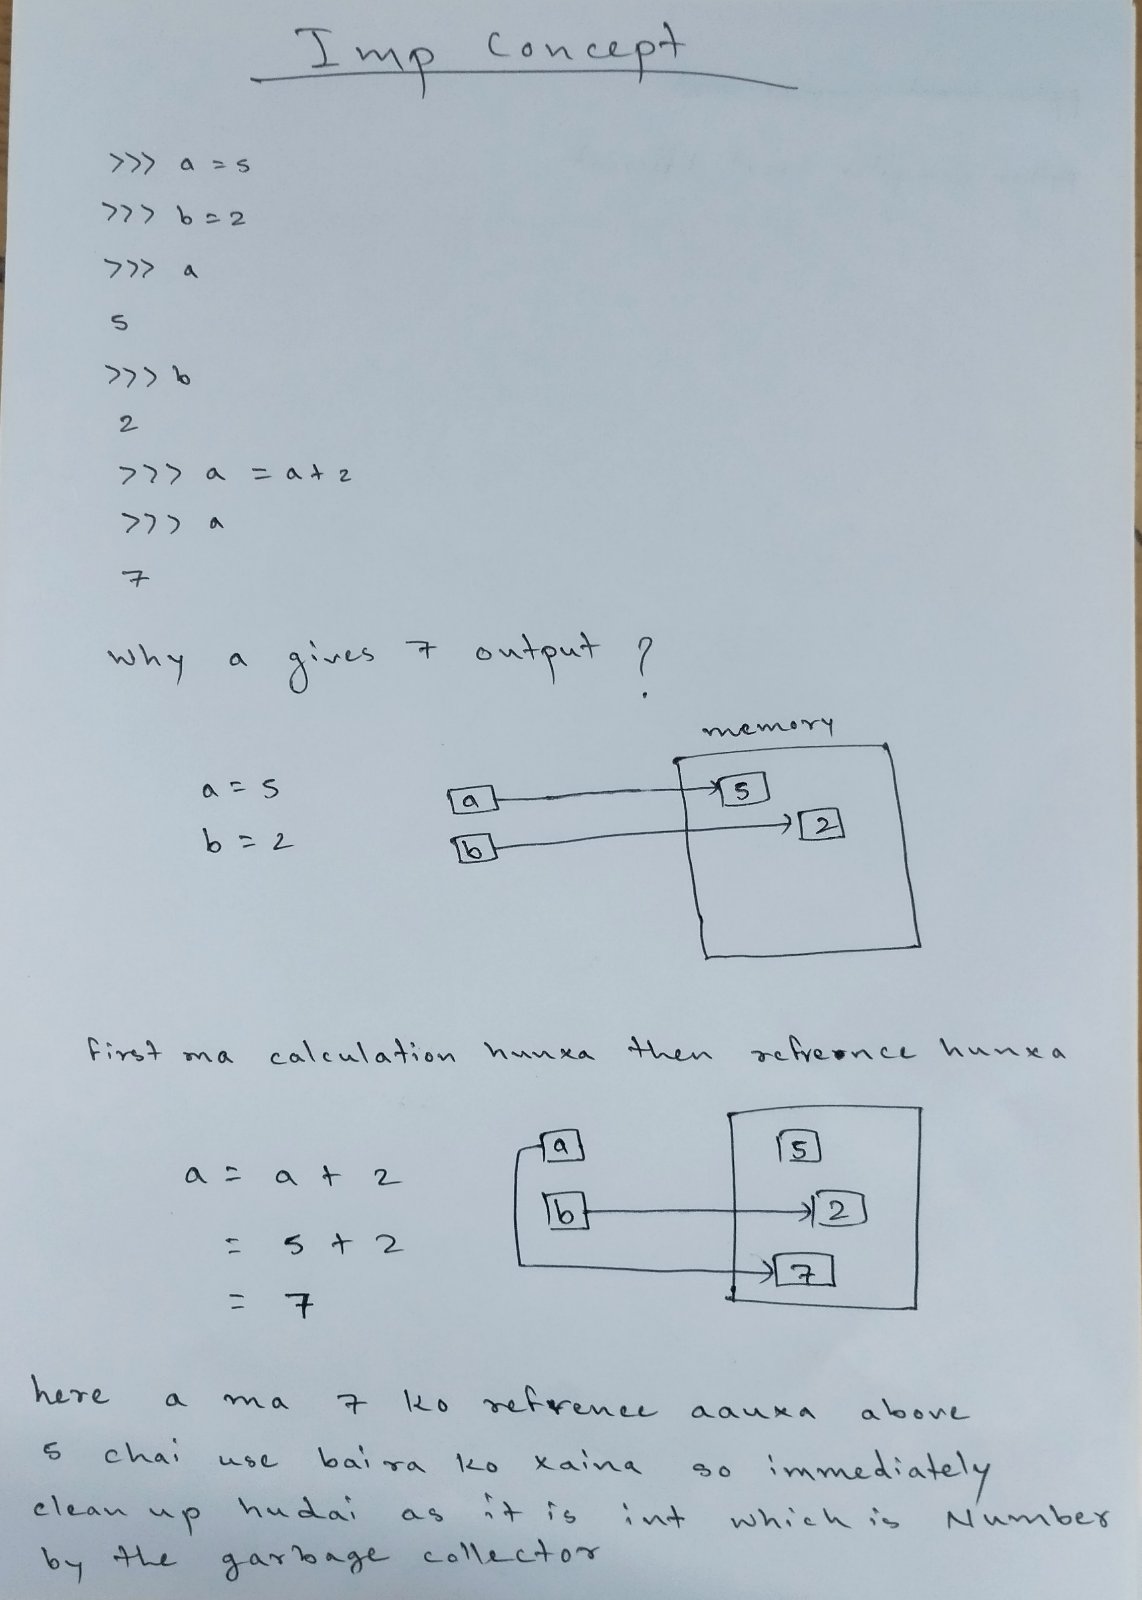 Imp Concept
>>> a = 5
>>> b = 2
>>> a
5
>>> b
2
>>> a = a + 2
>>> a
7
Why a gives 7 output ?
memory
a = 5
b = 2
a
5
b
2
first ma calculation hunxa then refreence hunxa
a = a + 2
= 5 + 2
= 7
a
5
b
2
7
here a ma 7 ko refrence aauxa above
5 chai use baira ko xaina so immediately
clean up hudai as it is int which is Number
by the garbage collector